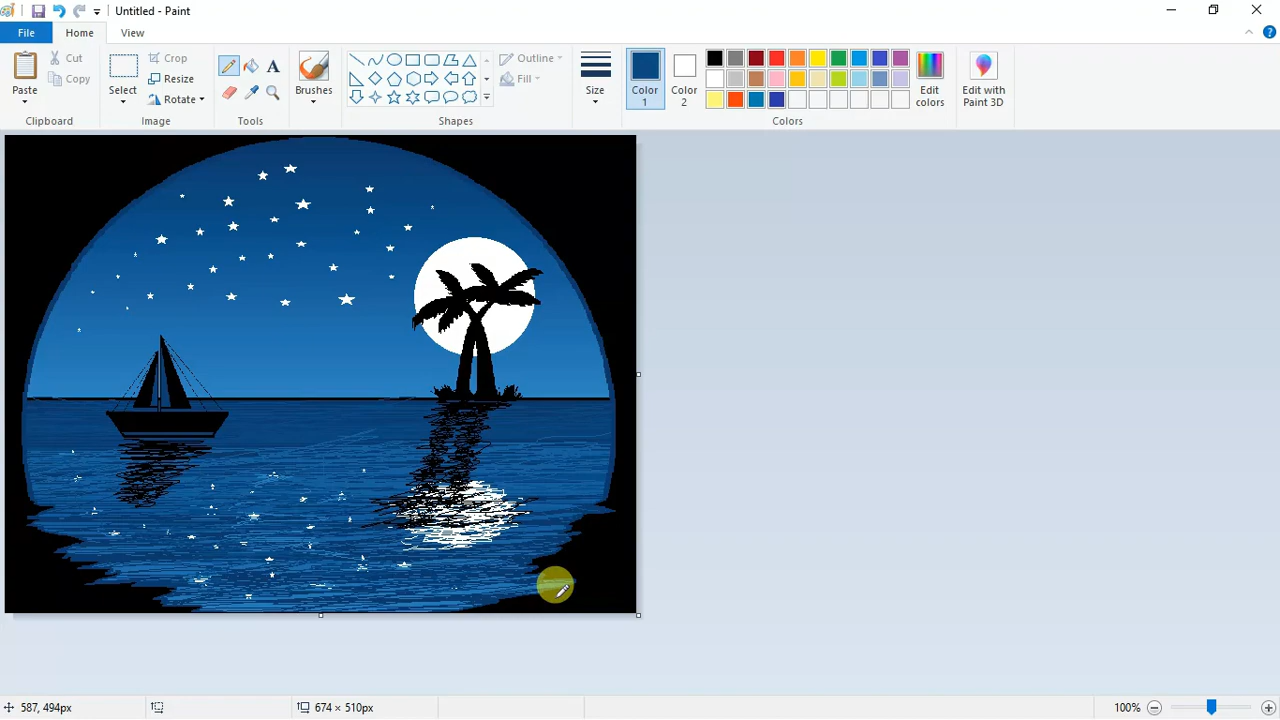 Untitled - Paint
File
Home
View
Paste
Cut
Copy
Clipboard
Select
Crop
Resize
Rotate
Image
A
Tools
Brushes
Outline
Fill
Shapes
Size
Color 1
Color 2
Edit colors
Colors
Edit with Paint 3D
587, 494px
674 × 510px
100%